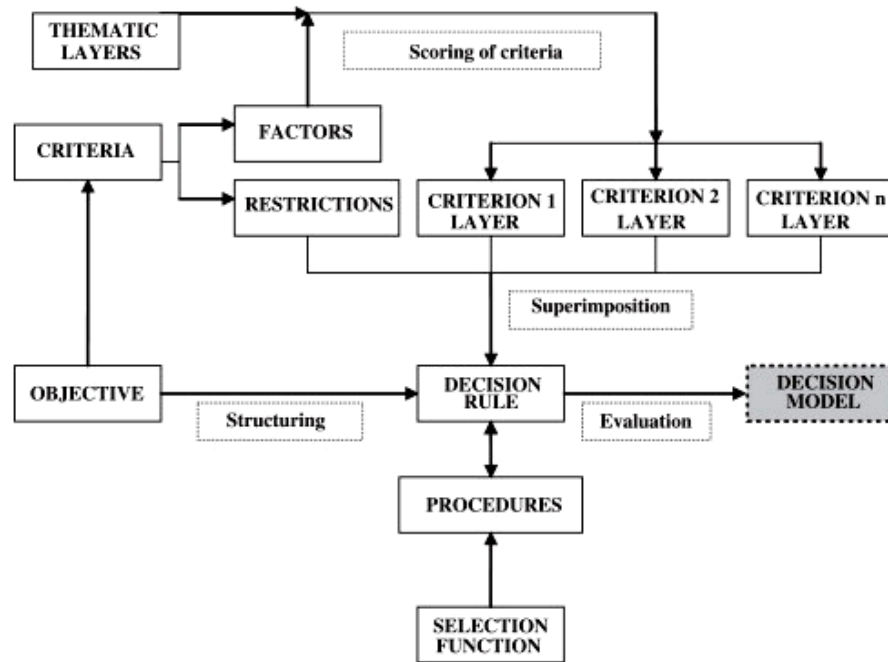 THEMATIC
LAYERS
Scoring of criteria
FACTORS
CRITERIA
RESTRICTIONS
CRITERION 1
LAYER
CRITERION 2
LAYER
CRITERION n
LAYER
Superimposition
OBJECTIVE
Structuring
DECISION
RULE
Evaluation
DECISION
MODEL
PROCEDURES
SELECTION
FUNCTION